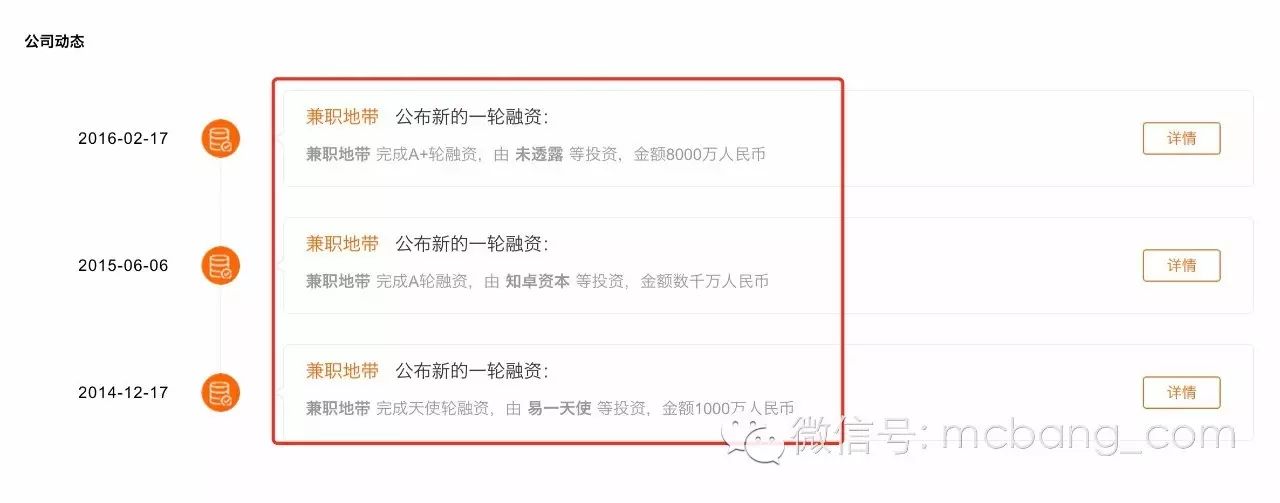 公司动态
2016-02-17
兼职地带 公布新的一轮融资：
兼职地带 完成A+轮融资，由 未透露 等投资，金额8000万人民币
详情
2015-06-06
兼职地带 公布新的一轮融资：
兼职地带 完成A轮融资，由 知卓资本 等投资，金额数千万人民币
详情
2014-12-17
兼职地带 公布新的一轮融资：
兼职地带 完成天使轮融资，由 易一天使 等投资，金额1000万人民币
详情
微信号: mcbang_com